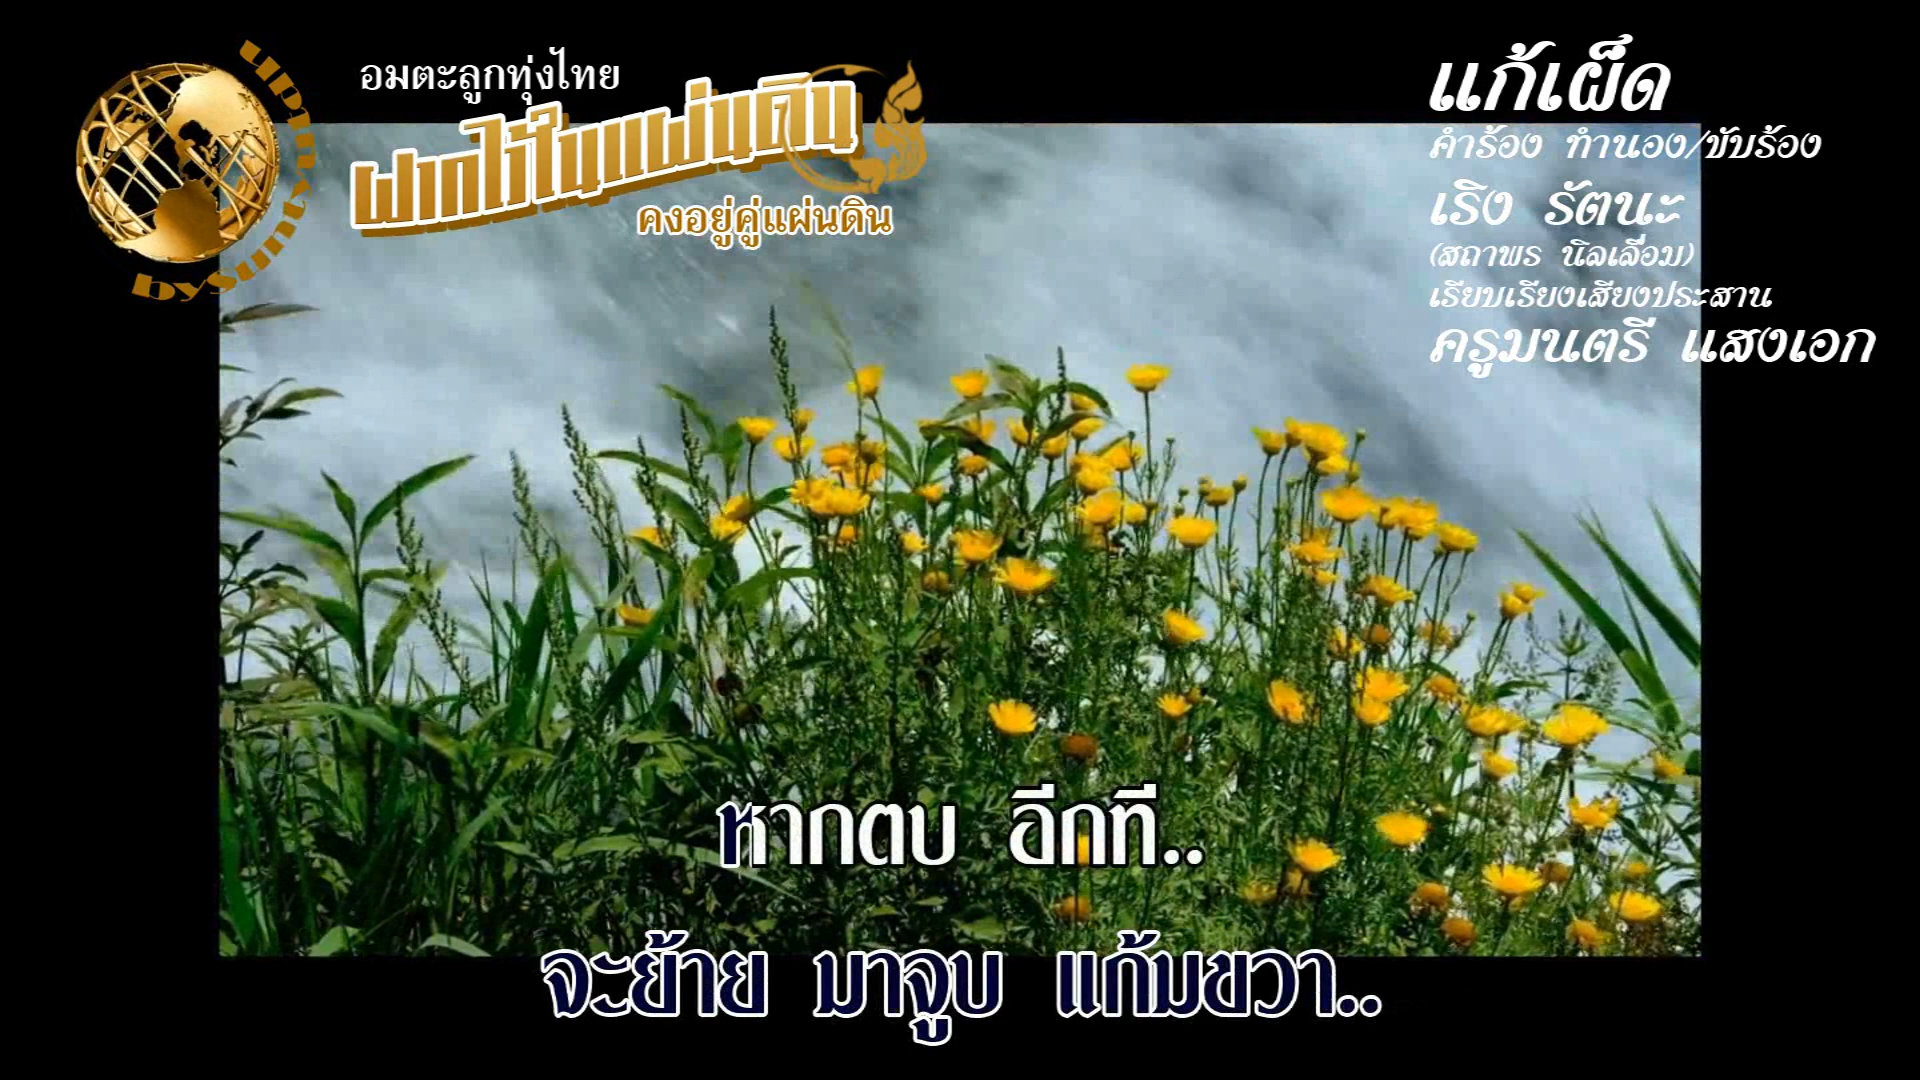 อมตะลูกทุ่งไทย
ฝากไว้ในแผ่นดิน
คงอยู่คู่แผ่นดิน
แก้เผ็ด
คำร้อง ทำนอง/ขับร้อง
เริง รัตนะ
(สถาพร นิลเลื่อม)
เรียบเรียงเสียงประสาน
ครูมนตรี แสงเอก
หากตบ อีกที..
จะย้าย มาจูบ แก้มขวา..